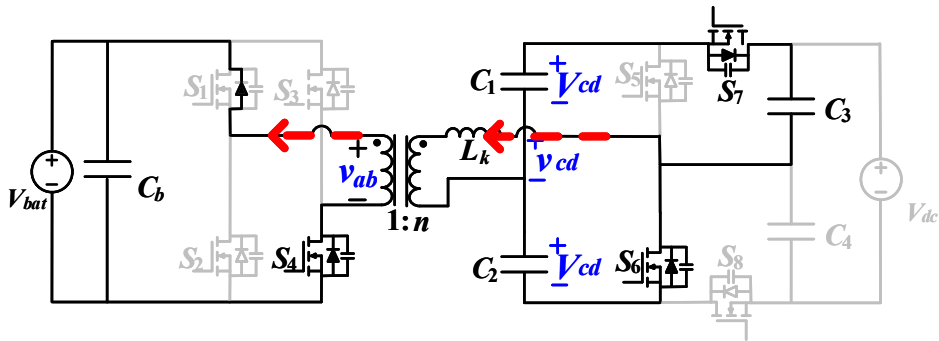 S1
S3
C1
Vcd
S5
S7
C3
Lk
vab
vcd
Vbat
Cb
1:n
Vdc
S2
S4
C2
Vcd
S6
S8
C4